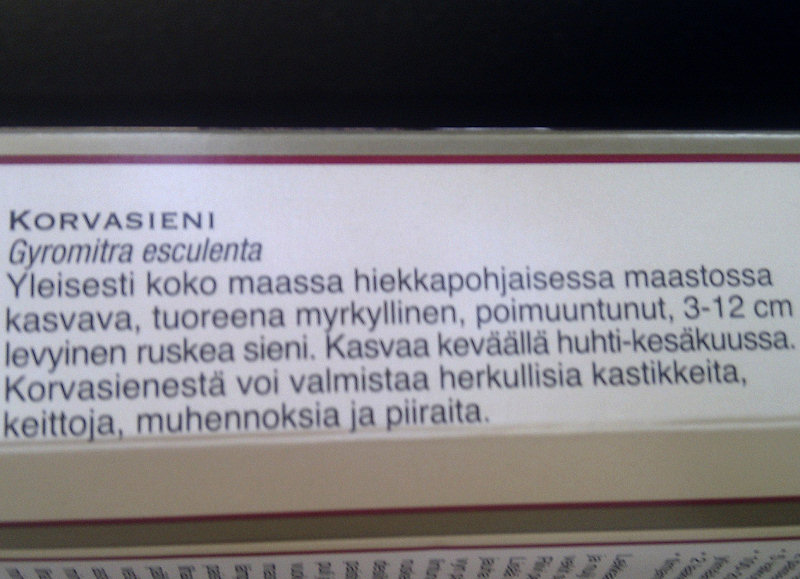 KORVASIENI
Gyromitra esculenta
Yleisesti koko maassa hiekkapohjaisessa maastossa
kasvava, tuoreena myrkyllinen, poimuuntunut, 3-12 cm
levyinen ruskea sieni. Kasvaa keväällä huhti-kesäkuussa.
Korvasienestä voi valmistaa herkullisia kastikkeita,
keittoja, muhennoksia ja piiraita.